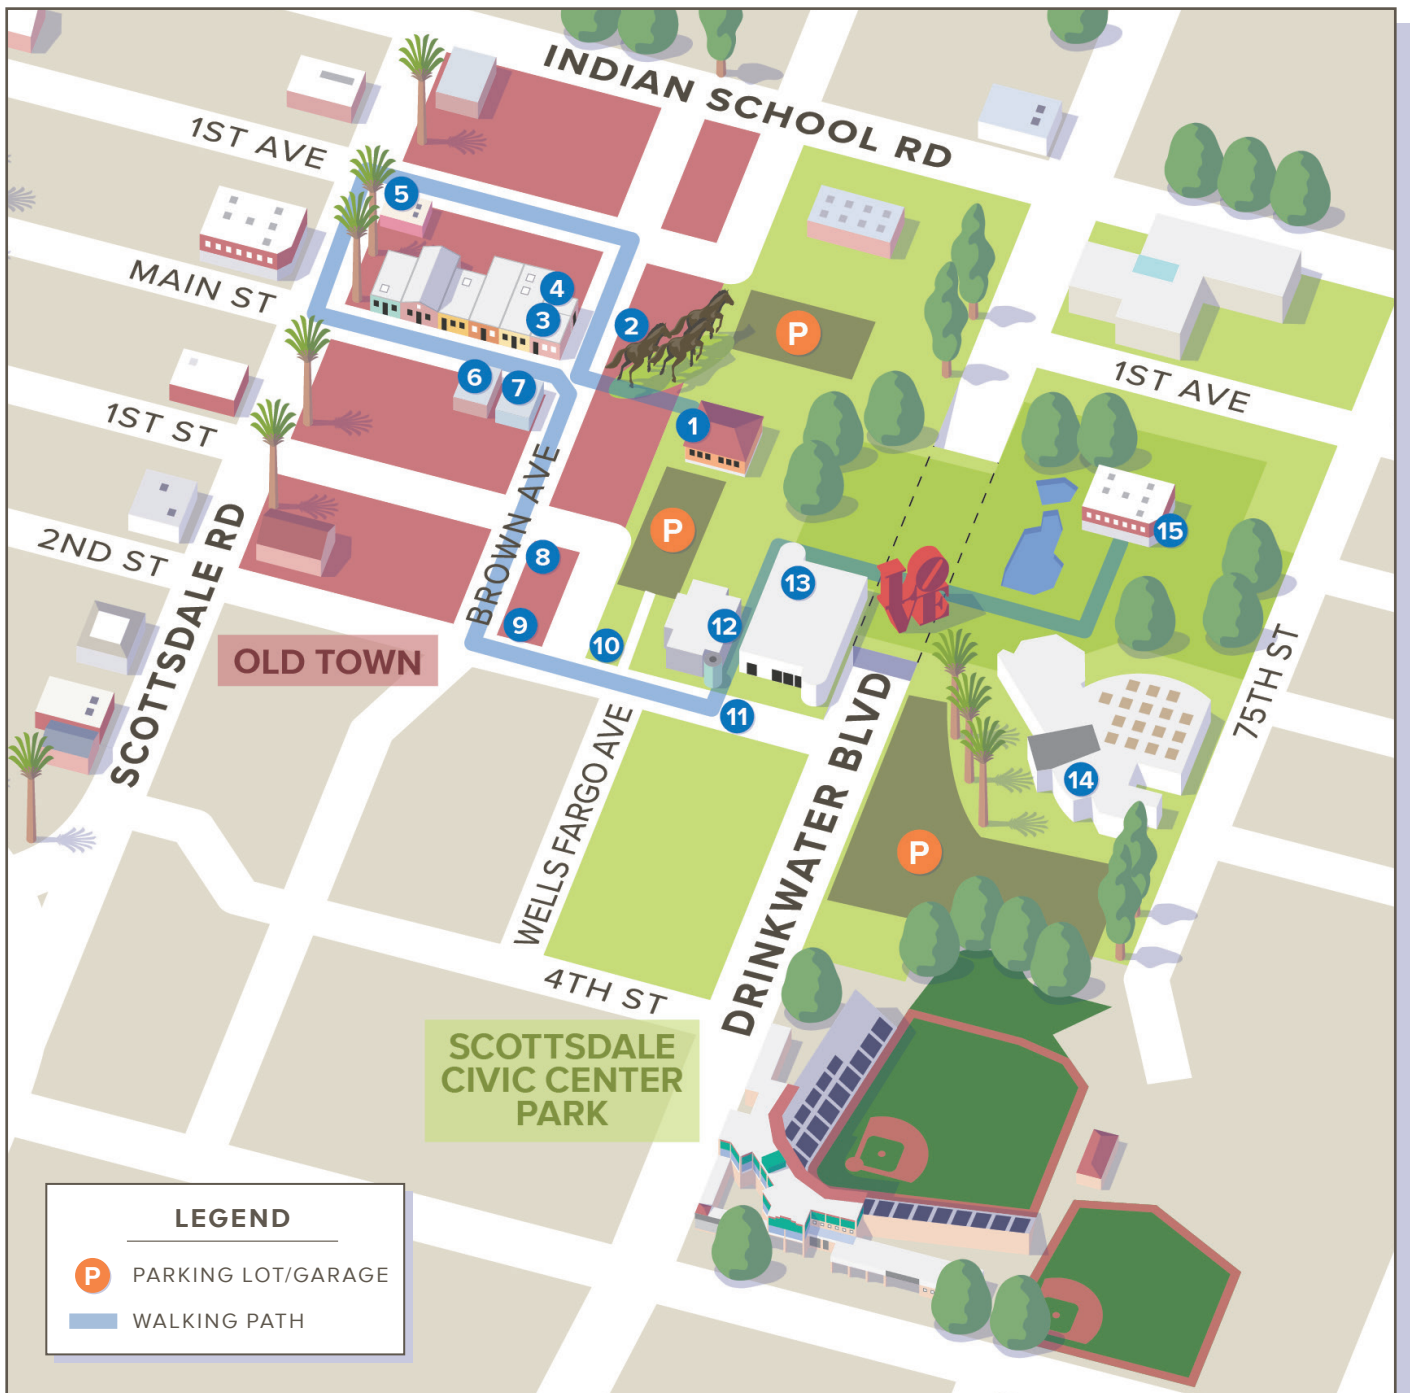 INDIAN SCHOOL RD
1ST AVE
5
MAIN ST
4
3
2
P
1ST AVE
6
7
1
1ST ST
BROWN AVE
P
15
2ND ST
SCOTTSDALE RD
8
13
LOVE
9
12
10
OLD TOWN
11
75TH ST
WELLS FARGO AVE
DRINKWATER BLVD
14
P
4TH ST
SCOTTSDALE
CIVIC CENTER
PARK
LEGEND
P PARKING LOT/GARAGE
WALKING PATH